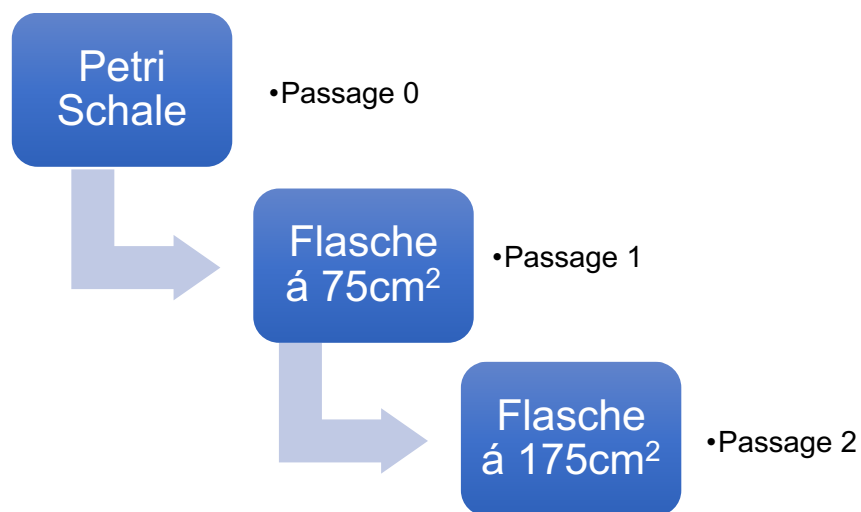 Petri
Schale
•Passage 0
Flasche
á 75cm²
•Passage 1
Flasche
á 175cm²
•Passage 2